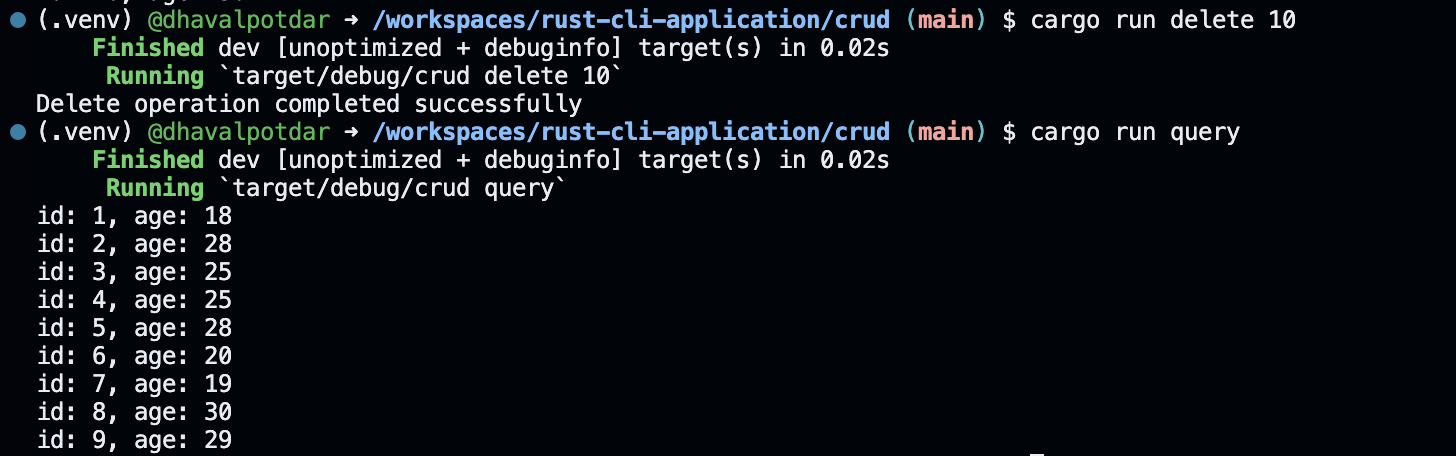 (.venv) @dhavalpotdar ➜ /workspaces/rust-cli-application/crud (main) $ cargo run delete 10
    Finished dev [unoptimized + debuginfo] target(s) in 0.02s
     Running `target/debug/crud delete 10`
Delete operation completed successfully
(.venv) @dhavalpotdar ➜ /workspaces/rust-cli-application/crud (main) $ cargo run query
    Finished dev [unoptimized + debuginfo] target(s) in 0.02s
     Running `target/debug/crud query`
id: 1, age: 18
id: 2, age: 28
id: 3, age: 25
id: 4, age: 25
id: 5, age: 28
id: 6, age: 20
id: 7, age: 19
id: 8, age: 30
id: 9, age: 29